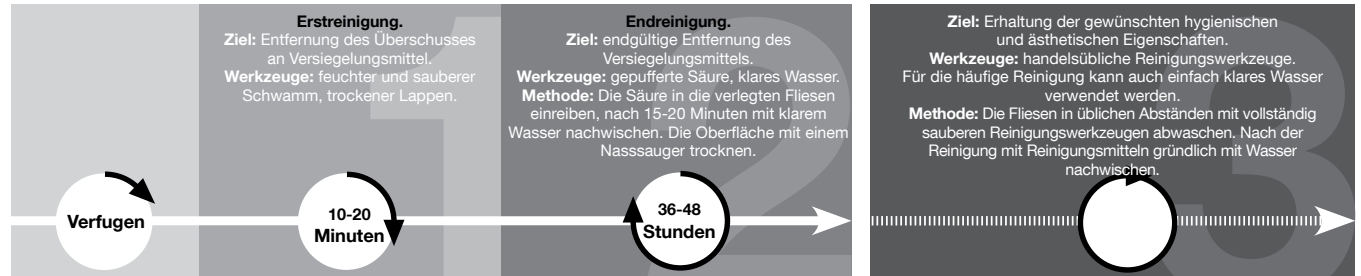 Erstreinigung.
Ziel: Entfernung des Überschusses
an Versiegelungsmittel.
Werkzeuge: feuchter und sauberer
Schwamm, trockener Lappen.
Endreinigung.
Ziel: endgültige Entfernung des
Versiegelungsmittels.
Werkzeuge: gepufferte Säure, klares Wasser.
Methode: Die Säure in die verlegten Fliesen
einreiben, nach 15-20 Minuten mit klarem
Wasser nachwischen. Die Oberfläche mit einem
Nasssauger trocknen.
Ziel: Erhaltung der gewünschten hygienischen
und ästhetischen Eigenschaften.
Werkzeuge: handelsübliche Reinigungswerkzeuge.
Für die häufige Reinigung kann auch einfach klares Wasser
verwendet werden.
Methode: Die Fliesen in üblichen Abständen mit vollständig
sauberen Reinigungswerkzeugen abwaschen. Nach der
Reinigung mit Reinigungsmitteln gründlich mit Wasser
nachwischen.
1
2
3
Verfugen
10-20
Minuten
36-48
Stunden